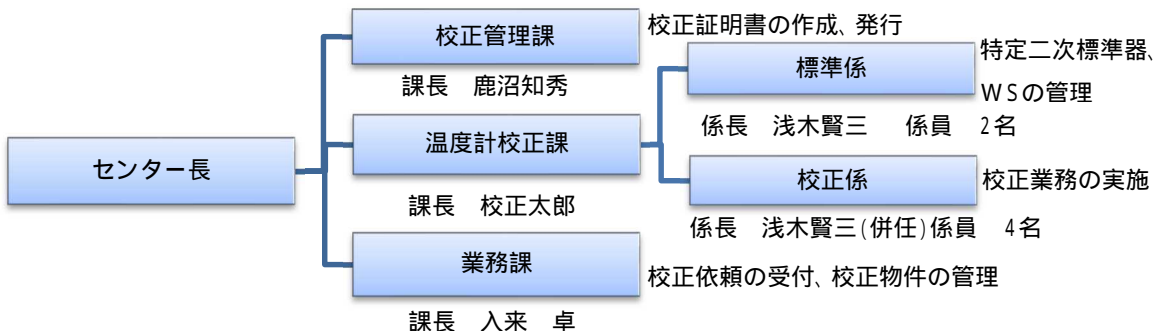 校正管理課
校正証明書の作成、発行
課長　鹿沼知秀
標準係
特定二次標準器、
WSの管理
係長　浅木賢三　係員　2名
センター長
温度計校正課
課長　校正太郎
校正係
校正業務の実施
係長　浅木賢三(併任)係員　4名
業務課
校正依頼の受付、校正物件の管理
課長　入来　卓